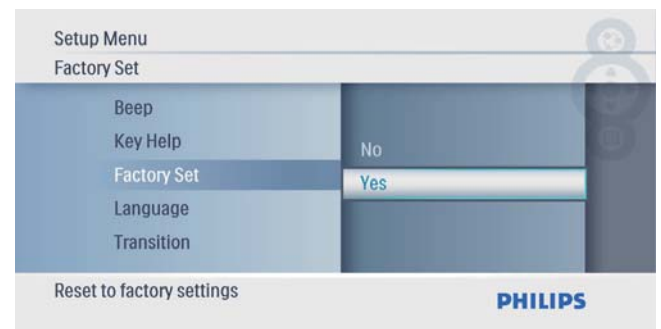 Setup Menu
Factory Set
Beep
Key Help
Factory Set
Language
Transition
No
Yes
Reset to factory settings
PHILIPS